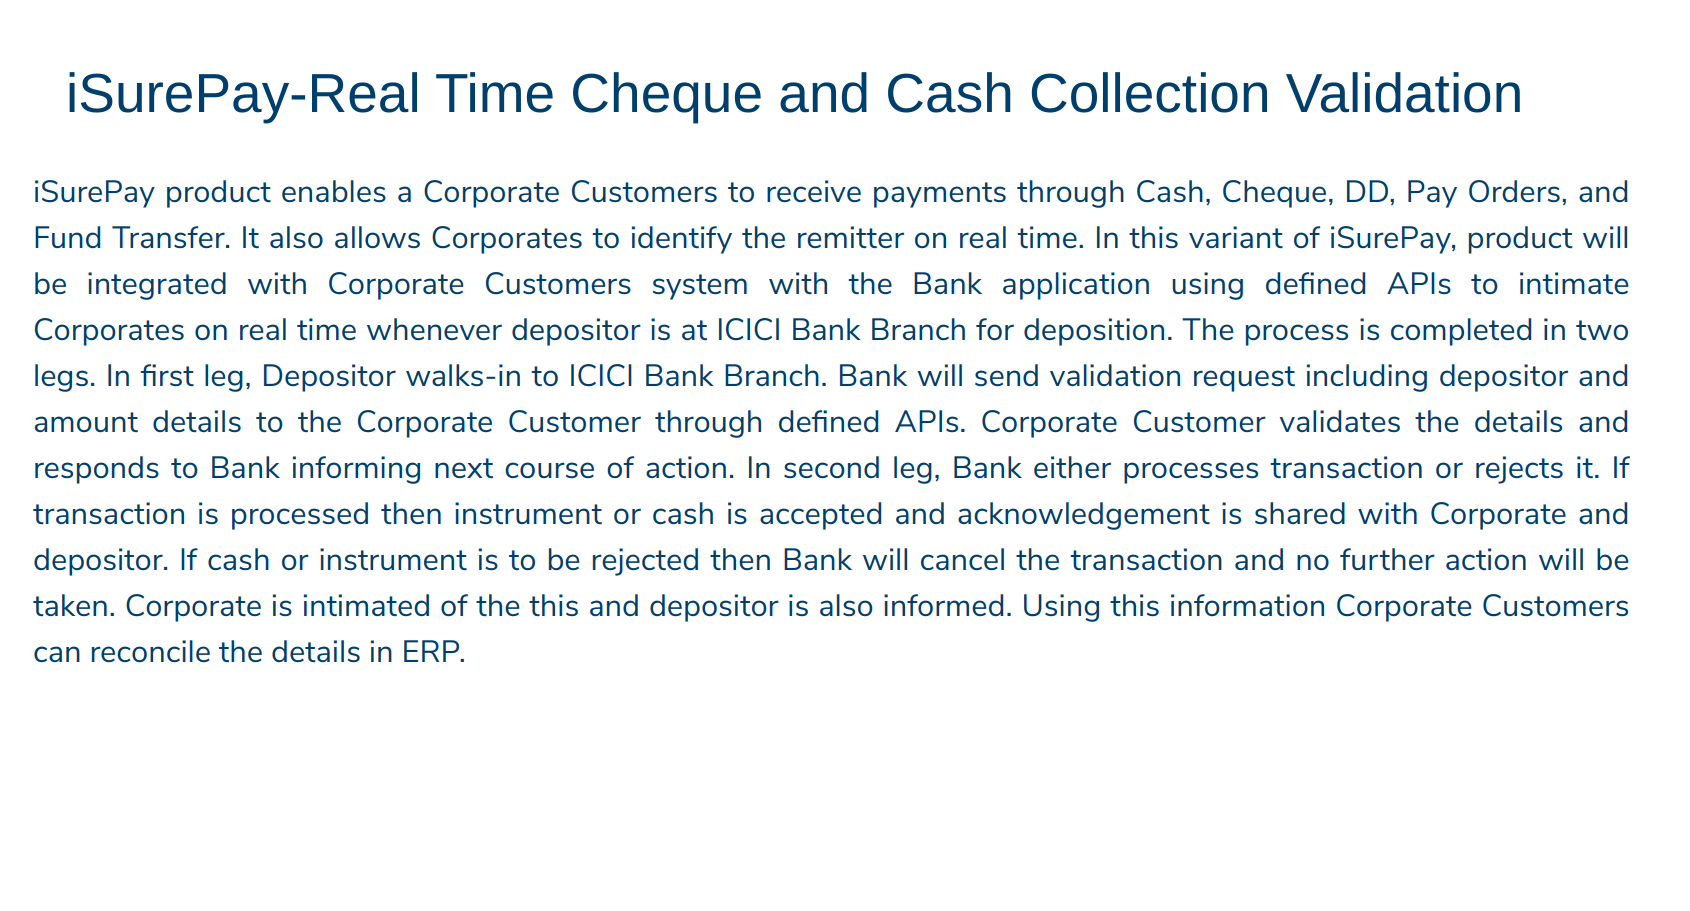 iSurePay-Real Time Cheque and Cash Collection Validation
iSurePay product enables a Corporate Customers to receive payments through Cash, Cheque, DD, Pay Orders, and
Fund Transfer. It also allows Corporates to identify the remitter on real time. In this variant of iSurePay, product will
be integrated with Corporate Customers system with the Bank application using defined APIs to intimate
Corporates on real time whenever depositor is at ICICI Bank Branch for deposition. The process is completed in two
legs. In first leg, Depositor walks-in to ICICI Bank Branch. Bank will send validation request including depositor and
amount details to the Corporate Customer through defined APIs. Corporate Customer validates the details and
responds to Bank informing next course of action. In second leg, Bank either processes transaction or rejects it. If
transaction is processed then instrument or cash is accepted and acknowledgement is shared with Corporate and
depositor. If cash or instrument is to be rejected then Bank will cancel the transaction and no further action will be
taken. Corporate is intimated of the this and depositor is also informed. Using this information Corporate Customers
can reconcile the details in ERP.